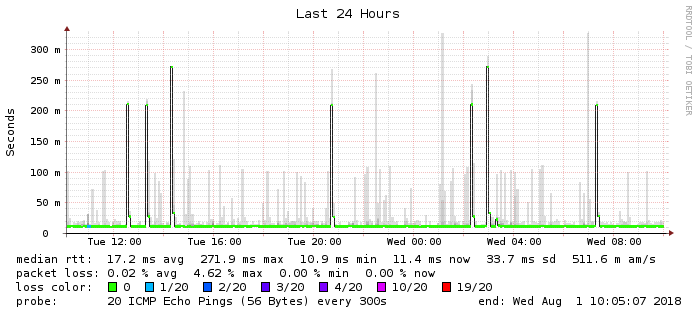 Last 24 Hours
RRDTOOL / TOBI OETIKER
Seconds
300 m
250 m
200 m
150 m
100 m
50 m
0
Tue 12:00 Tue 16:00 Tue 20:00 Wed 00:00 Wed 04:00 Wed 08:00
median rtt: 17.2 ms avg 271.9 ms max 10.9 ms min 11.4 ms now 33.7 ms sd 511.6 m am/s
packet loss: 0.02 % avg 4.62 % max 0.00 % min 0.00 % now
loss color: 0 1/20 2/20 3/20 4/20 10/20 19/20
probe: 20 ICMP Echo Pings (56 Bytes) every 300s end: Wed Aug 1 10:05:07 2018